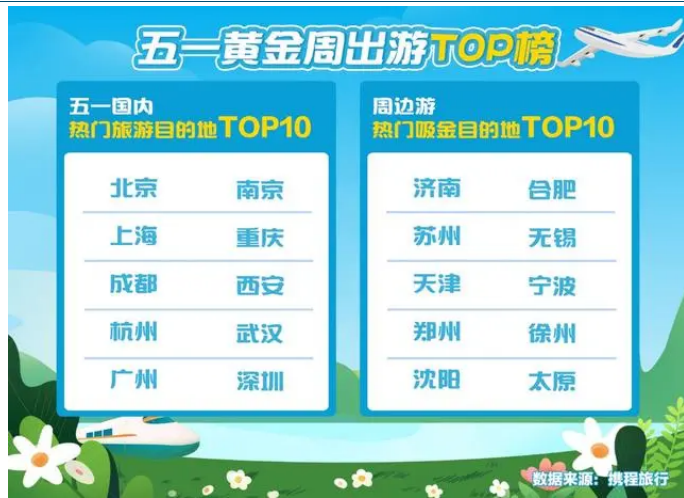 五一黄金周出游TOP榜
五一国内
热门旅游目的地TOP10
北京 南京
上海 重庆
成都 西安
杭州 武汉
广州 深圳
周边游
热门吸金目的地TOP10
济南 合肥
苏州 无锡
天津 宁波
郑州 徐州
沈阳 太原
数据来源：携程旅行